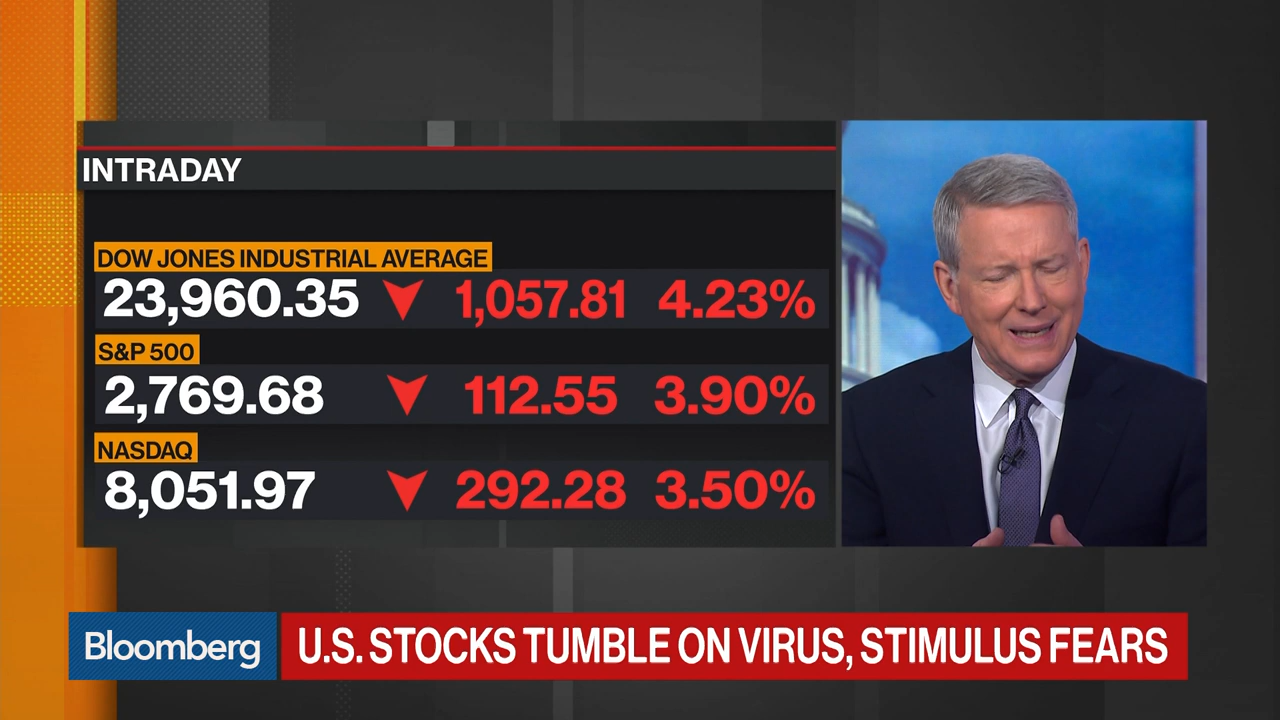 INTRADAY
DOW JONES INDUSTRIAL AVERAGE
23,960.35 1,057.81 4.23%
S&P 500
2,769.68 112.55 3.90%
NASDAQ
8,051.97 292.28 3.50%
Bloomberg U.S. STOCKS TUMBLE ON VIRUS, STIMULUS FEARS